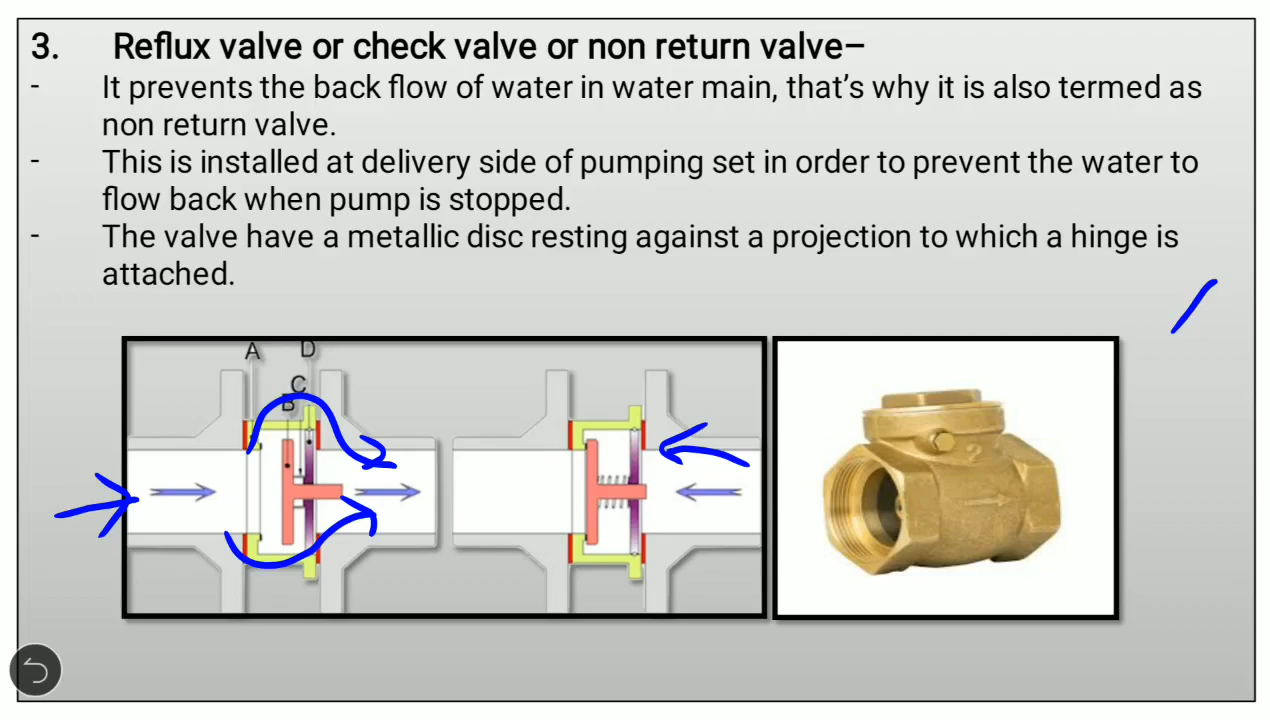 3. Reflux valve or check valve or non return valve–
- It prevents the back flow of water in water main, that's why it is also termed as
non return valve.
- This is installed at delivery side of pumping set in order to prevent the water to
flow back when pump is stopped.
- The valve have a metallic disc resting against a projection to which a hinge is
attached.
A D
C
B
2